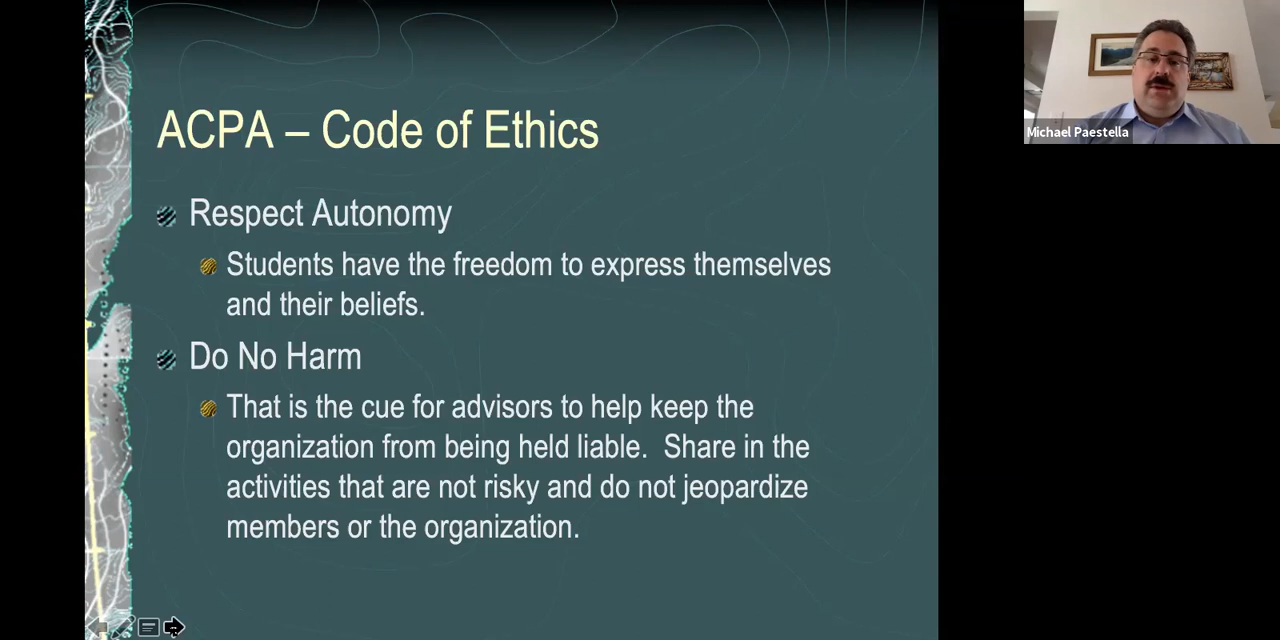 ACPA – Code of Ethics
Respect Autonomy
Students have the freedom to express themselves
and their beliefs.
Do No Harm
That is the cue for advisors to help keep the
organization from being held liable.  Share in the
activities that are not risky and do not jeopardize
members or the organization.
Michael Paestella